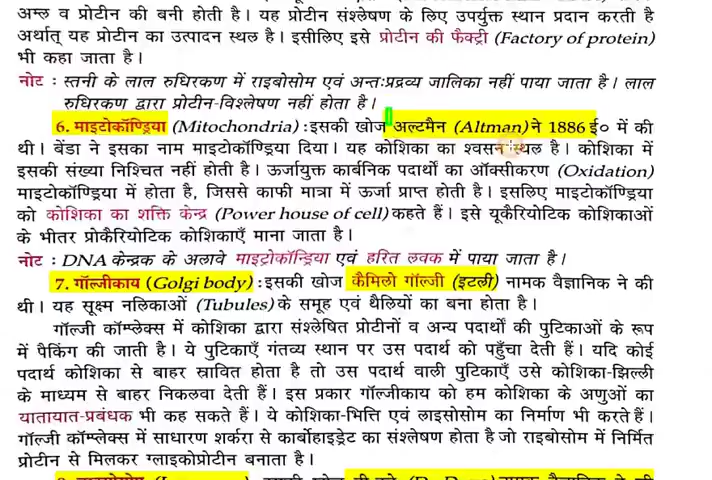 अम्ल व प्रोटीन की बनी होती है। यह प्रोटीन संश्लेषण के लिए उपर्युक्त स्थान प्रदान करती है
अर्थात् यह प्रोटीन का उत्पादन स्थल है। इसीलिए इसे प्रोटीन की फैक्ट्री (Factory of protein)
भी कहा जाता है।
नोट : स्तनी के लाल रुधिरकण में राइबोसोम एवं अन्तःप्रद्रव्य जालिका नहीं पाया जाता है। लाल
रुधिरकण द्वारा प्रोटीन-विश्लेषण नहीं होता है।
6. माइटोकॉण्ड्रिया (Mitochondria) : इसकी खोज अल्टमैन (Altman) ने 1886 ई० में की
थी। बेंडा ने इसका नाम माइटोकॉण्ड्रिया दिया। यह कोशिका का श्वसन स्थल है। कोशिका में
इसकी संख्या निश्चित नहीं होती है। ऊर्जायुक्त कार्बनिक पदार्थों का ऑक्सीकरण (Oxidation)
माइटोकॉण्ड्रिया में होता है, जिससे काफी मात्रा में ऊर्जा प्राप्त होती है। इसलिए माइटोकॉण्ड्रिया
को कोशिका का शक्ति केन्द्र (Power house of cell) कहते हैं। इसे यूकैरियोटिक कोशिकाओं
के भीतर प्रोकैरियोटिक कोशिकाएँ माना जाता है।
नोट : DNA केन्द्रक के अलावे माइट्रोकोन्ड्रिया एवं हरित लवक में पाया जाता है।
7. गॉल्जीकाय (Golgi body) : इसकी खोज कैमिलो गॉल्जी (इटली) नामक वैज्ञानिक ने की
थी। यह सूक्ष्म नलिकाओं (Tubules) के समूह एवं थैलियों का बना होता है।
गॉल्जी कॉम्प्लेक्स में कोशिका द्वारा संश्लेषित प्रोटीनों व अन्य पदार्थों की पुटिकाओं के रूप
में पैकिंग की जाती है। ये पुटिकाएँ गंतव्य स्थान पर उस पदार्थ को पहुँचा देती हैं। यदि कोई
पदार्थ कोशिका से बाहर स्रावित होता है तो उस पदार्थ वाली पुटिकाएँ उसे कोशिका-झिल्ली
के माध्यम से बाहर निकलवा देती हैं। इस प्रकार गॉल्जीकाय को हम कोशिका के अणुओं का
यातायात-प्रबंधक भी कह सकते हैं। ये कोशिका-भित्ति एवं लाइसोसोम का निर्माण भी करते हैं।
गॉल्जी कॉम्प्लेक्स में साधारण शर्करा से कार्बोहाइड्रेट का संश्लेषण होता है जो राइबोसोम में निर्मित
प्रोटीन से मिलकर ग्लाइकोप्रोटीन बनाता है।